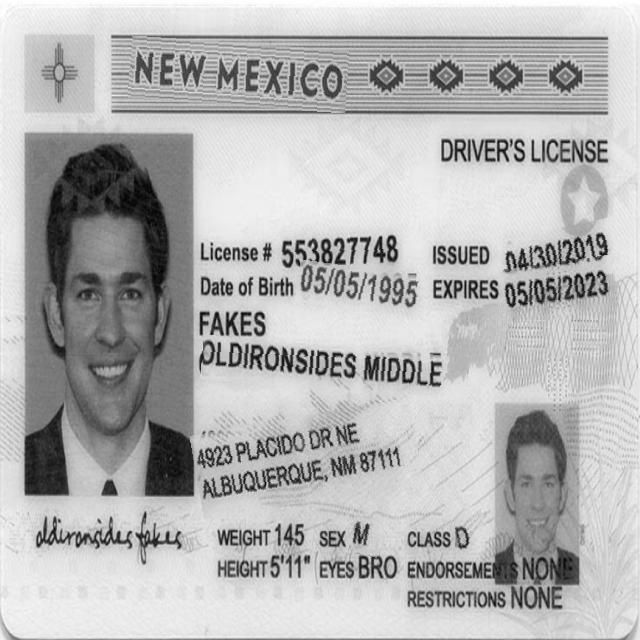 NEW MEXICO
DRIVER'S LICENSE
License # 553827748
ISSUED 04/30/2019
Date of Birth 05/05/1995
EXPIRES 05/05/2023
FAKES
OLDIRONSIDES MIDDLE
4923 PLACIDO DR NE
ALBUQUERQUE, NM 87111
oldironsides fakes
WEIGHT 145 SEX M CLASS D
HEIGHT 5'11" EYES BRO ENDORSEMENTS NONE
RESTRICTIONS NONE